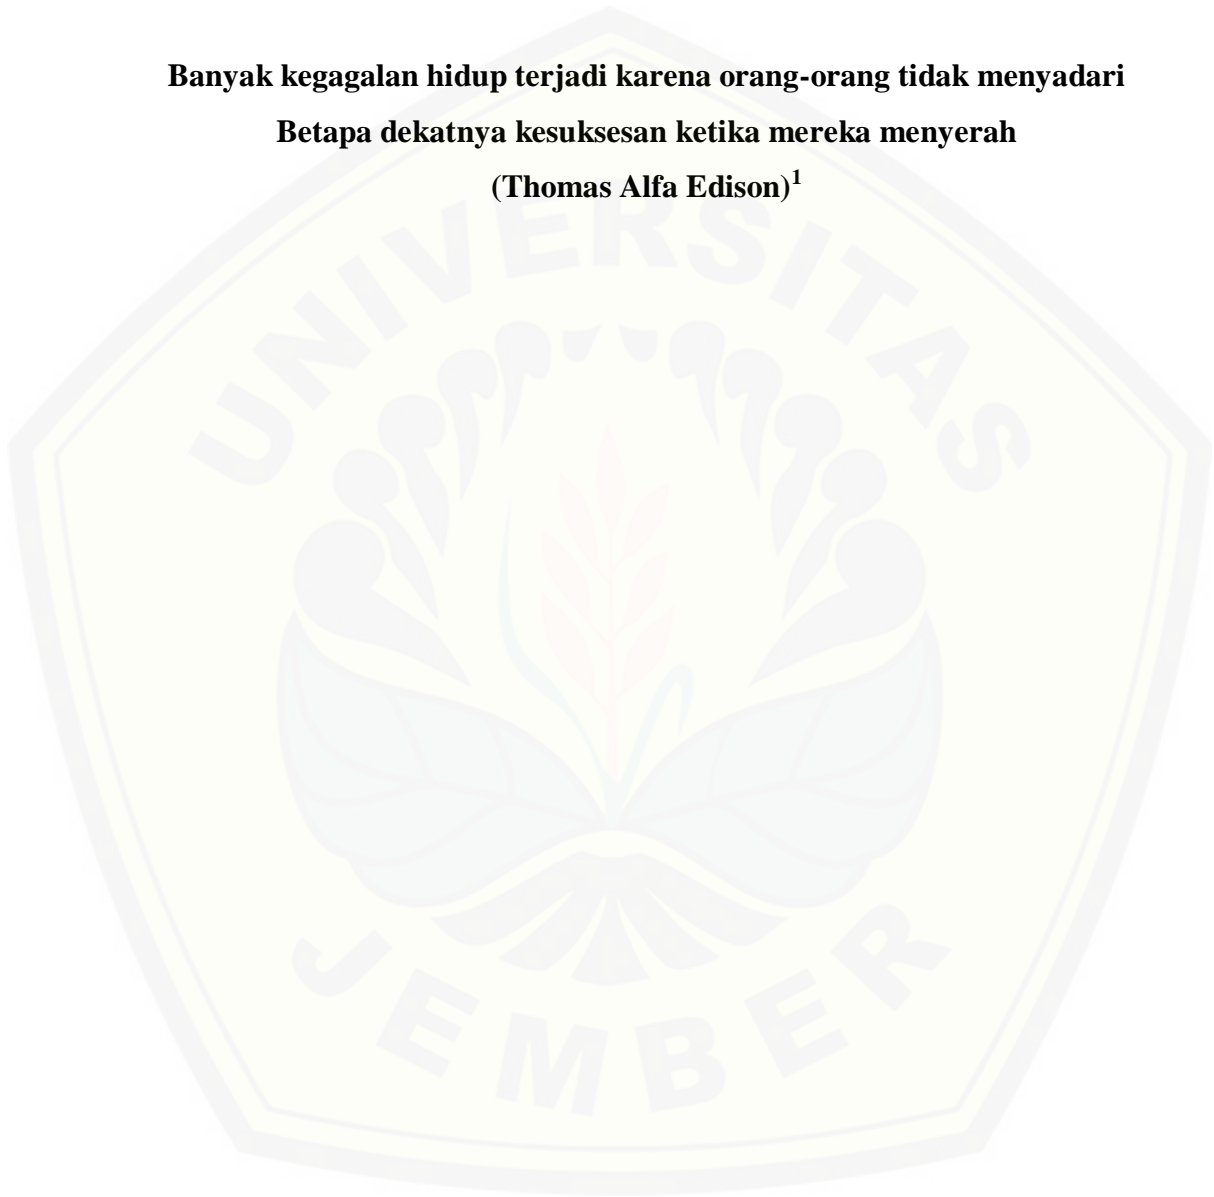 Banyak kegagalan hidup terjadi karena orang-orang tidak menyadari
Betapa dekatnya kesuksesan ketika mereka menyerah
(Thomas Alfa Edison)¹
UNIVERSITAS
JEMBER